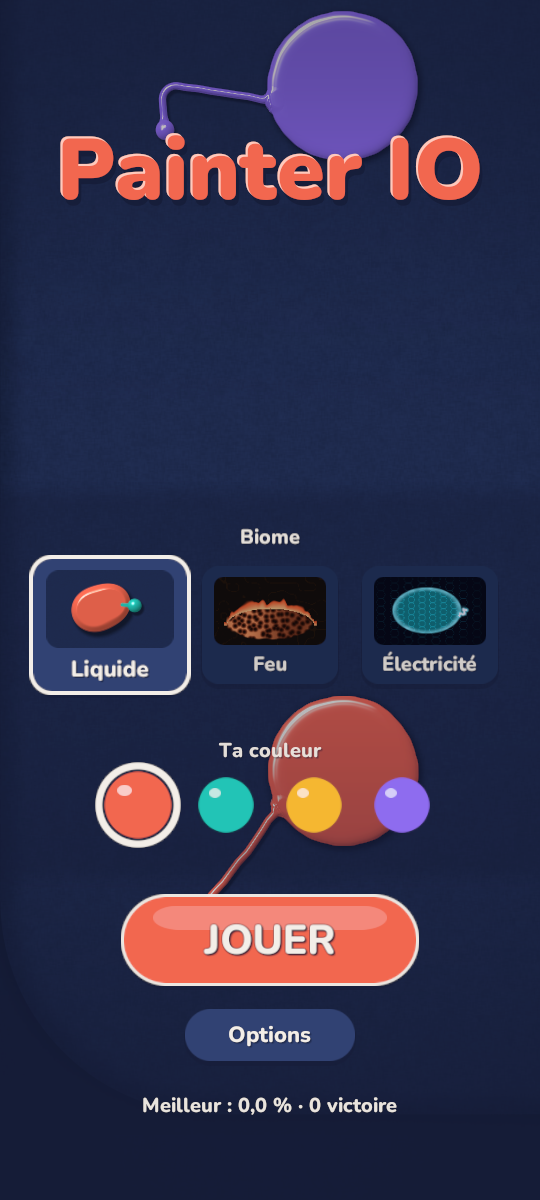 Painter IO
Biome
Liquide
Feu
Électricité
Ta couleur
JOUER
Options
Meilleur : 0,0 % · 0 victoire